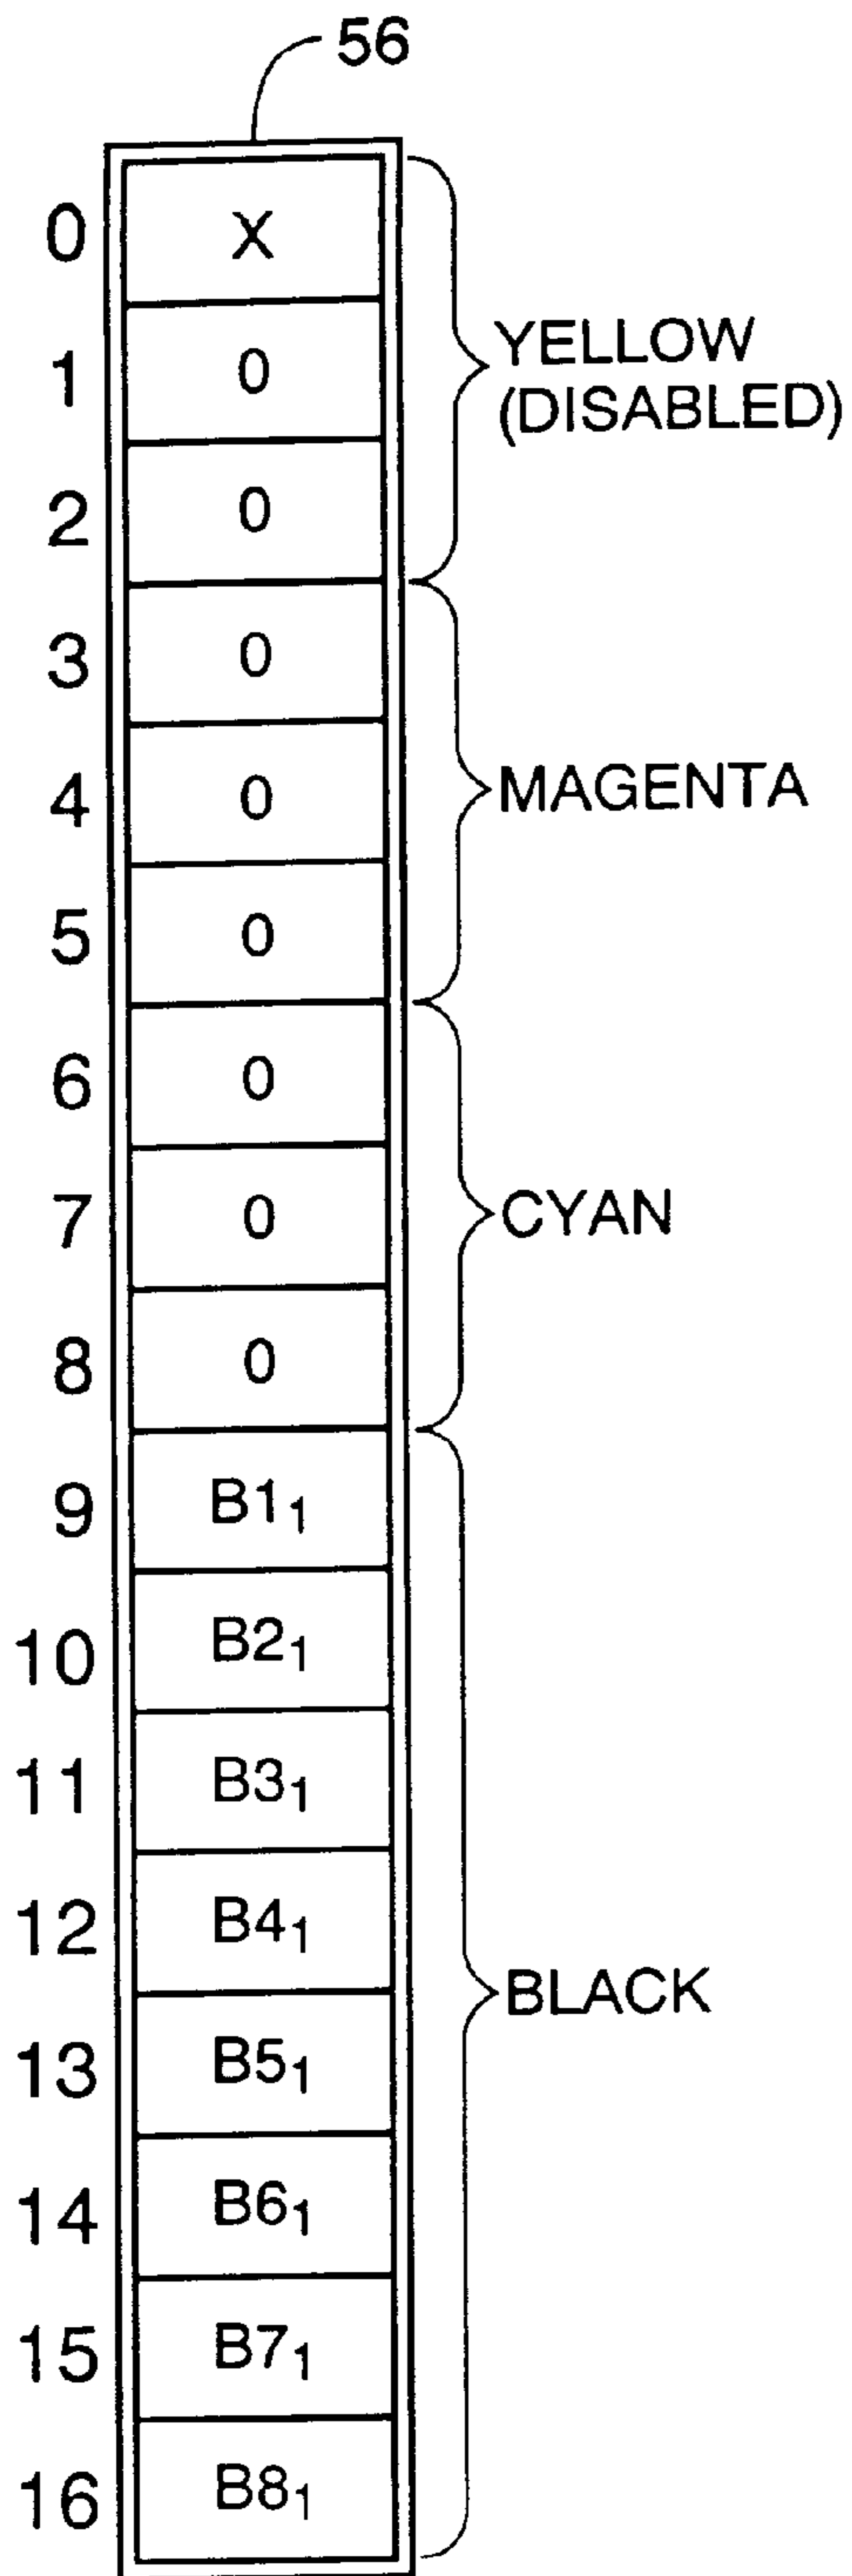 56
0 X
1 0
2 0
YELLOW
(DISABLED)
3 0
4 0
5 0
MAGENTA
6 0
7 0
8 0
CYAN
9 B1₁
10 B2₁
11 B3₁
12 B4₁
13 B5₁
14 B6₁
15 B7₁
16 B8₁
BLACK